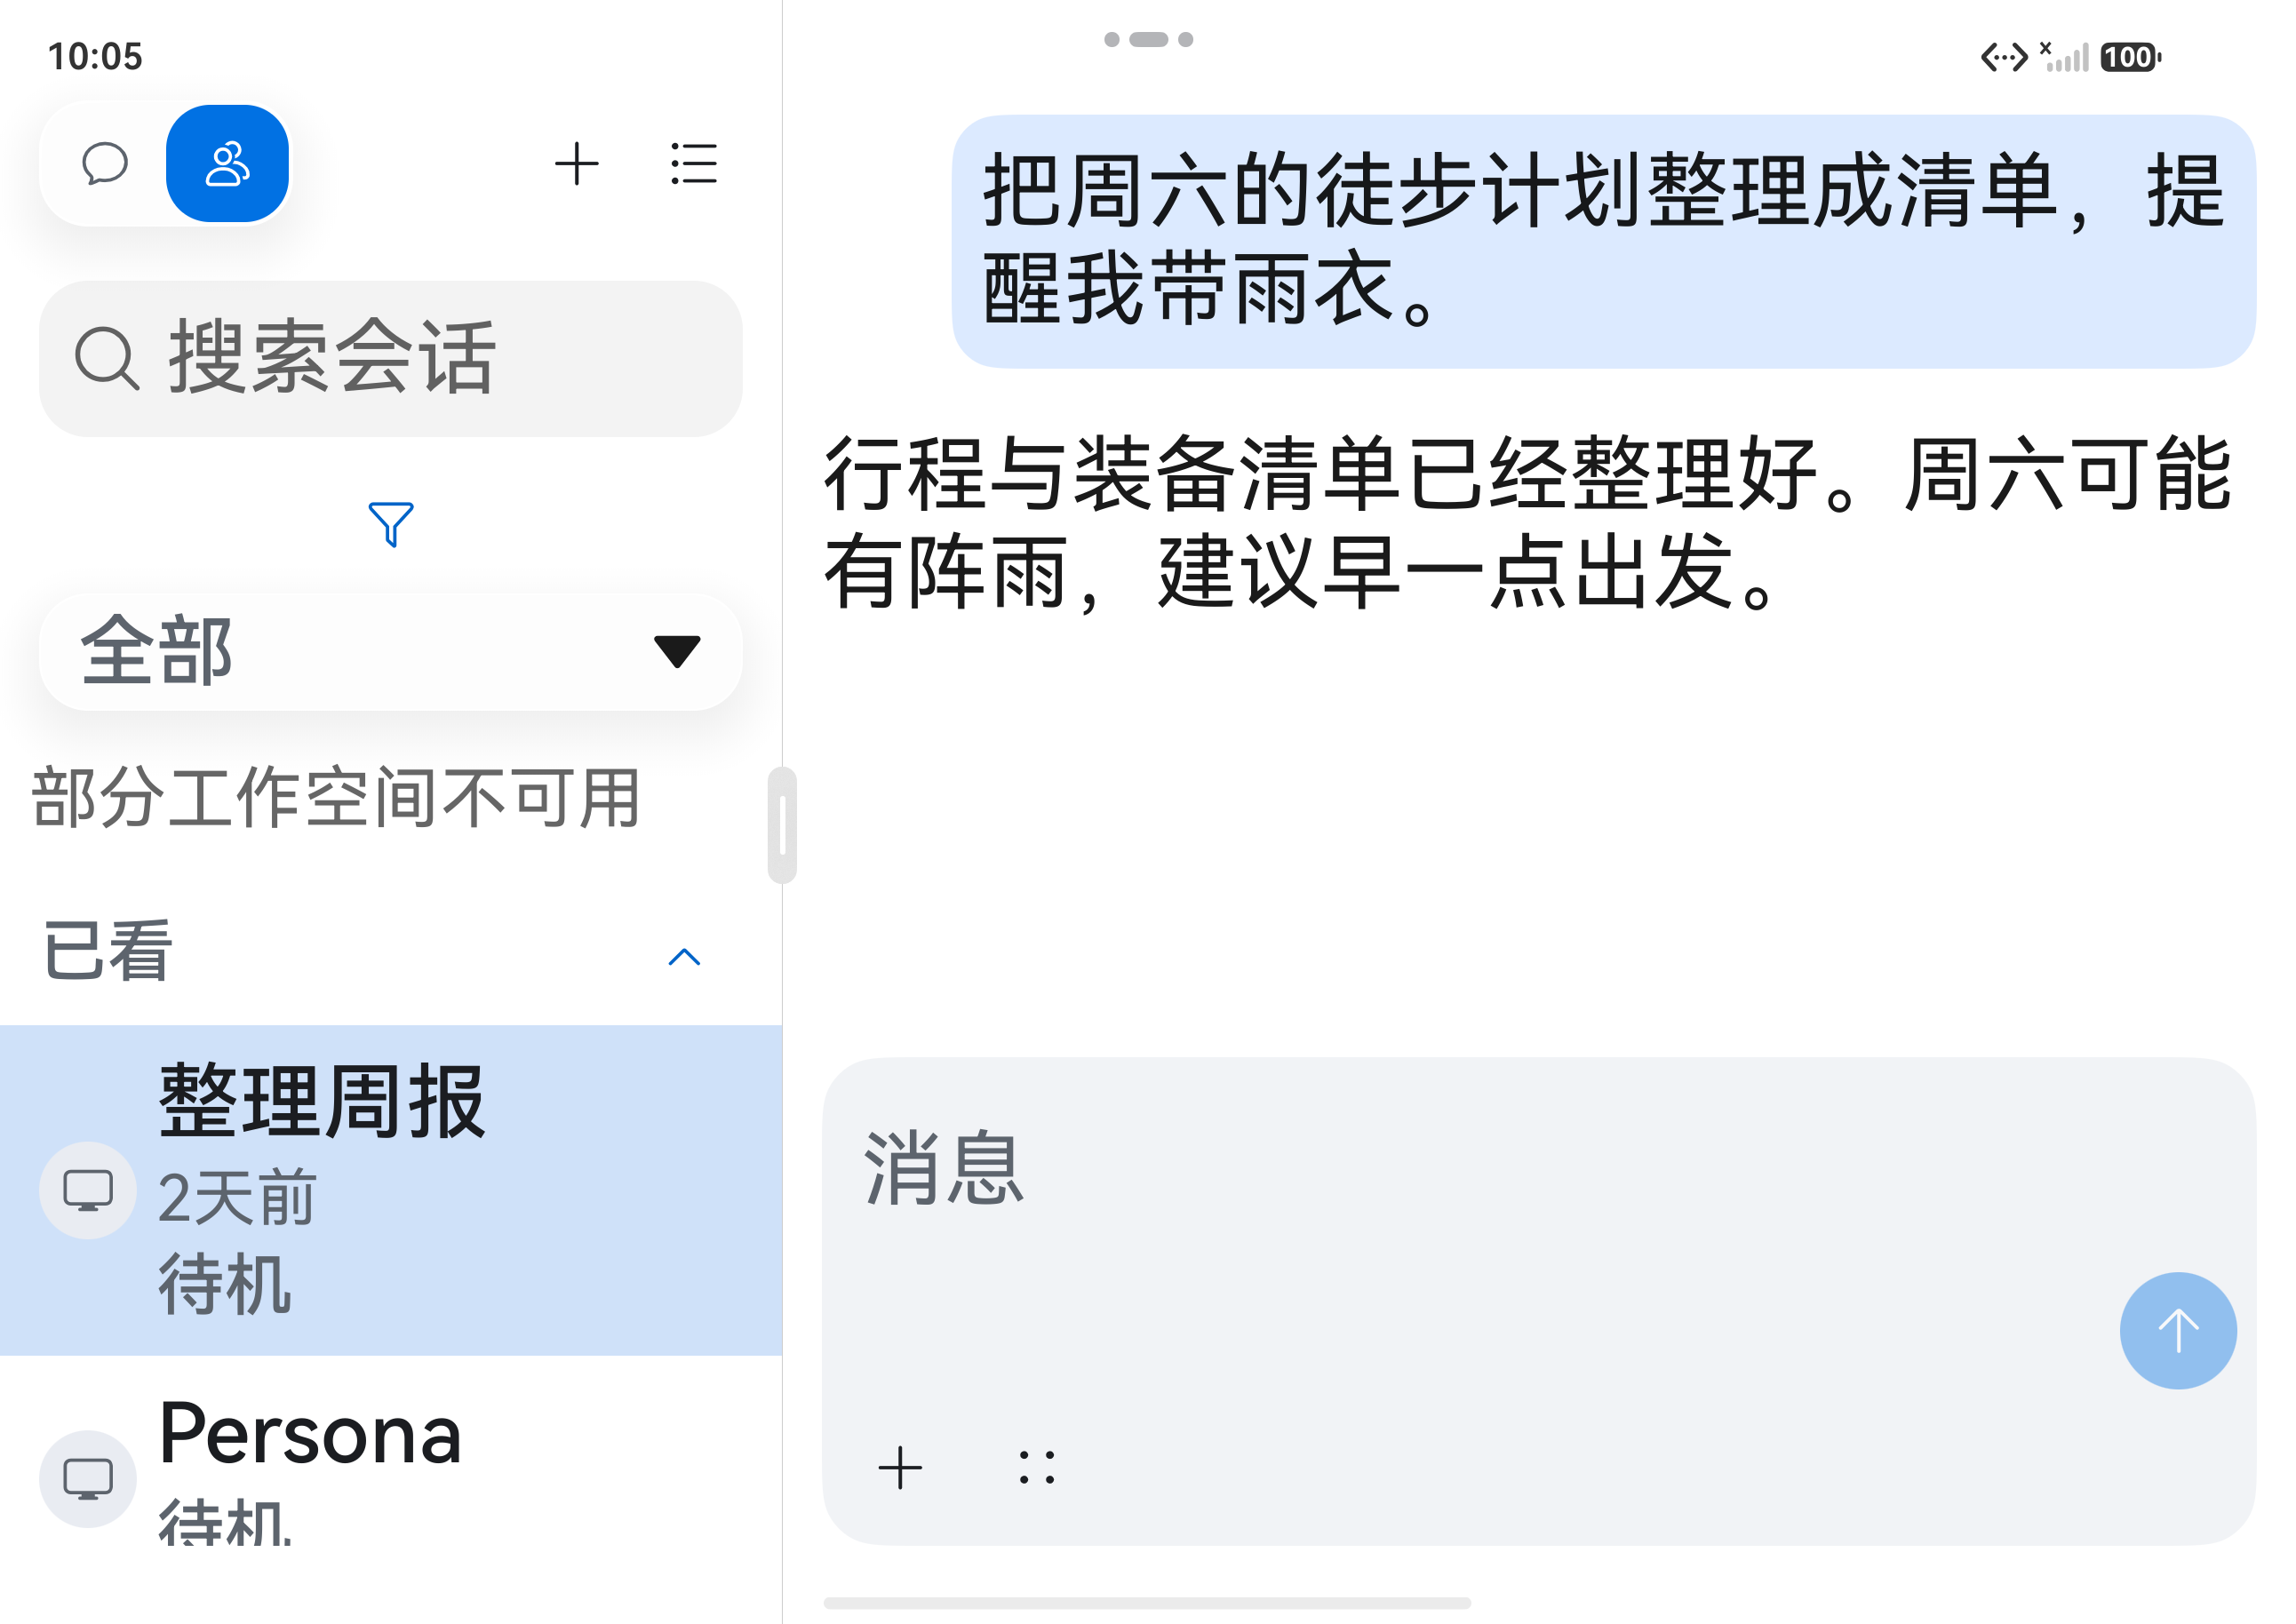 10:05
100
搜索会话
全部
部分工作空间不可用
已看
整理周报
2天前
待机
Persona
待机
把周六的徒步计划整理成清单，提
醒我带雨衣。
行程与装备清单已经整理好。周六可能
有阵雨，建议早一点出发。
消息